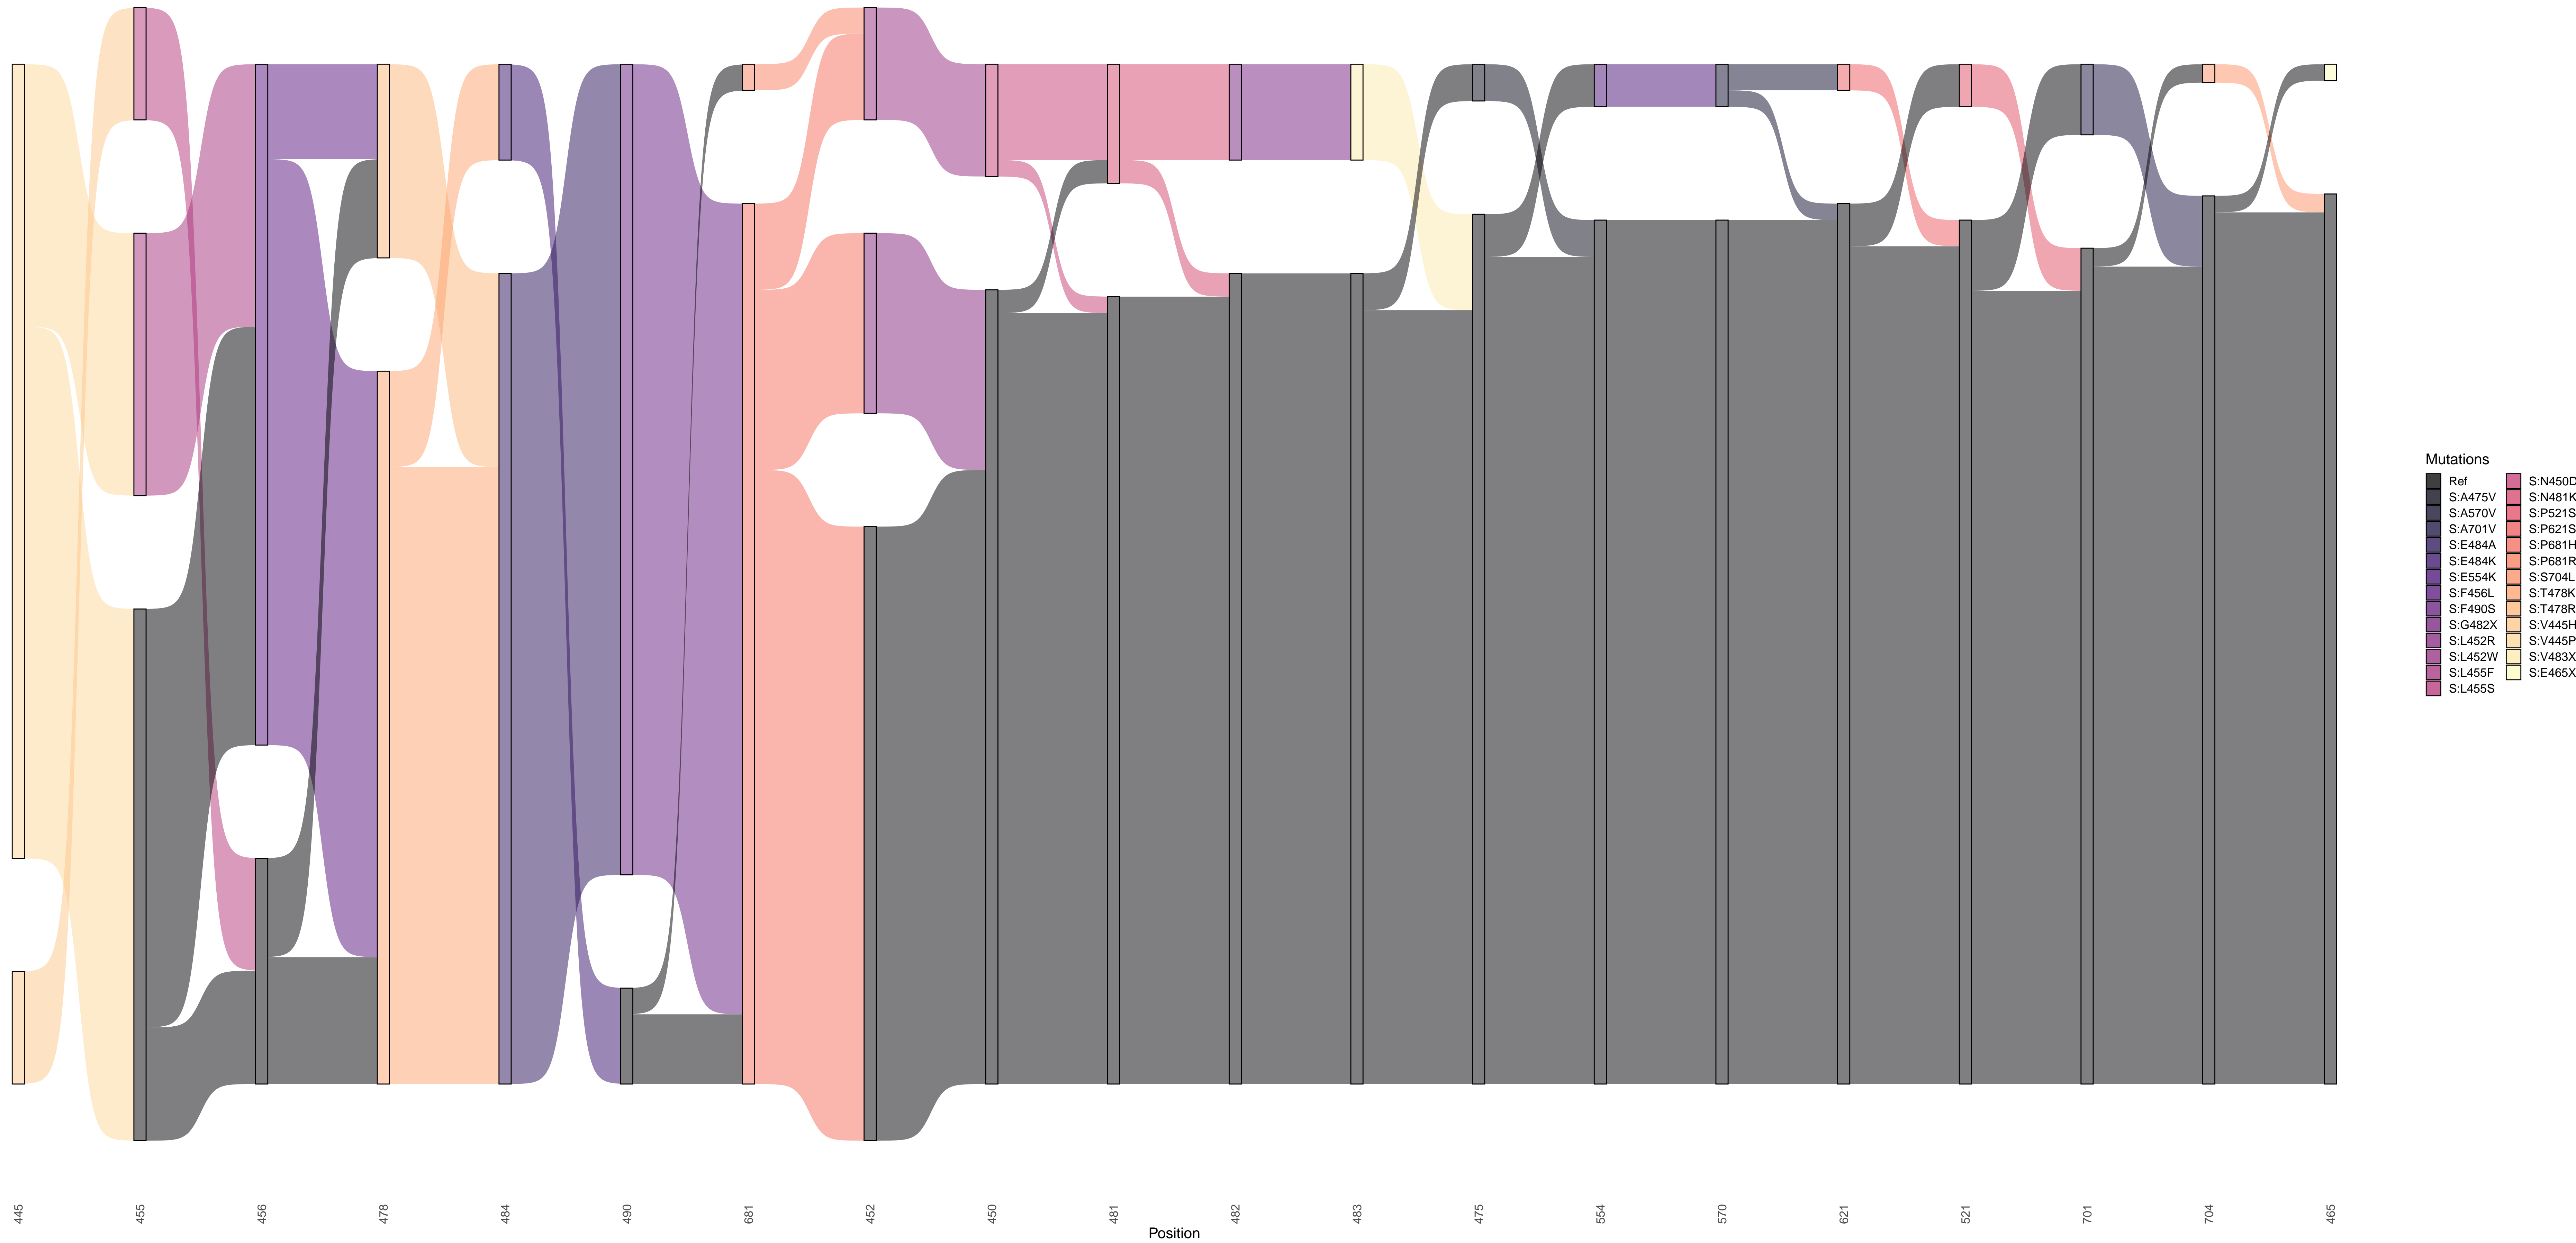 Mutations
Ref S:N450D
S:A475V S:N481K
S:A570V S:P521S
S:A701V S:P621S
S:E484A S:P681H
S:E484K S:P681R
S:E554K S:S704L
S:F456L S:T478K
S:F490S S:T478R
S:G482X S:V445H
S:L452R S:V445P
S:L452W S:V483X
S:L455F S:E465X
S:L455S
445 455 456 478 484 490 681 452 450 481 482 483 475 554 570 621 521 701 704 465
Position